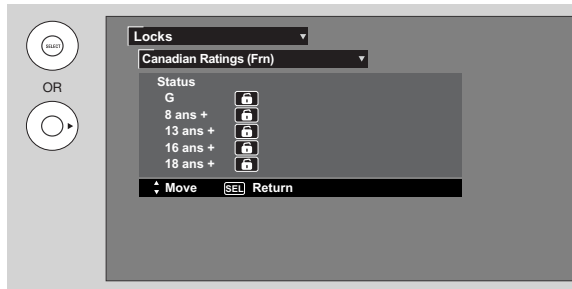 SELECT
OR
Locks
Canadian Ratings (Frn)
Status
G
8 ans +
13 ans +
16 ans +
18 ans +
Move SEL Return